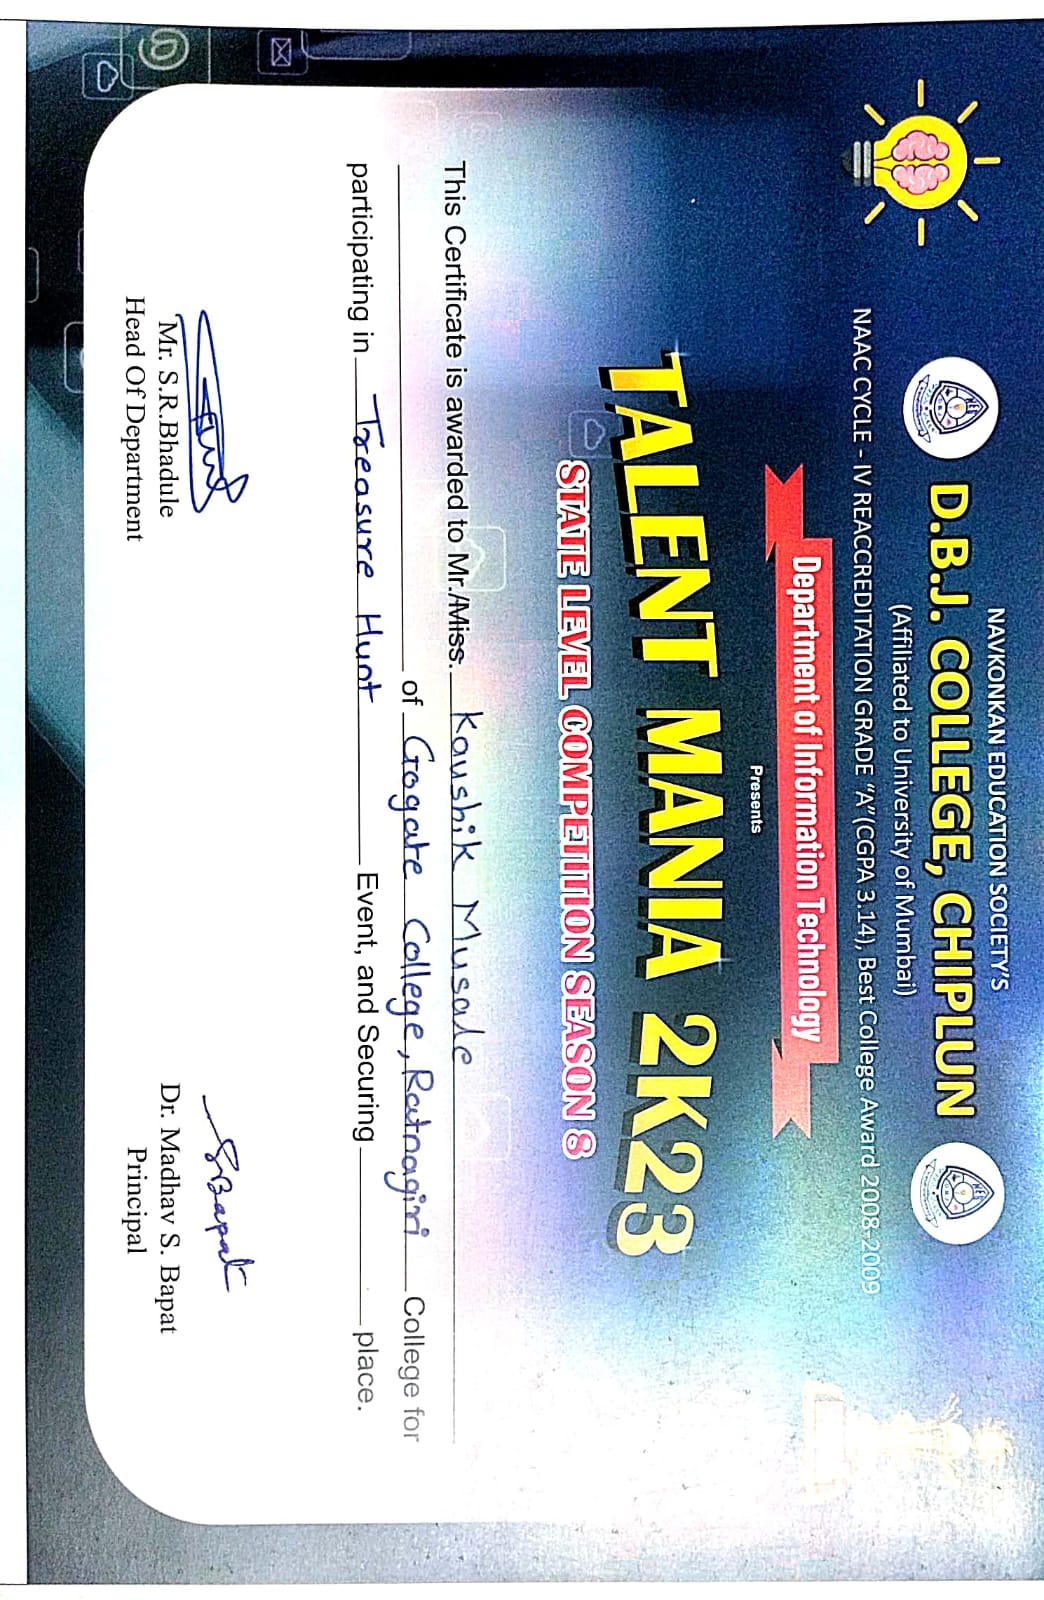 NAVKONKAN EDUCATION SOCIETY'S
D.B.J. COLLEGE, CHIPLUN
(Affiliated to University of Mumbai)
NAAC CYCLE - IV REACCREDITATION GRADE "A"(CGPA 3.14), Best College Award 2008-2009
Department of Information Technology
Presents
TALENT MANIA 2K23
STATE LEVEL COMPETITION SEASON 8
This Certificate is awarded to Mr./Miss. Kaushik Musale
of Gogate College, Ratnagiri College for
participating in Treasure Hunt Event, and Securing place.
SBapat
Mr. S.R.Bhadule
Dr. Madhav S. Bapat
Head Of Department
Principal